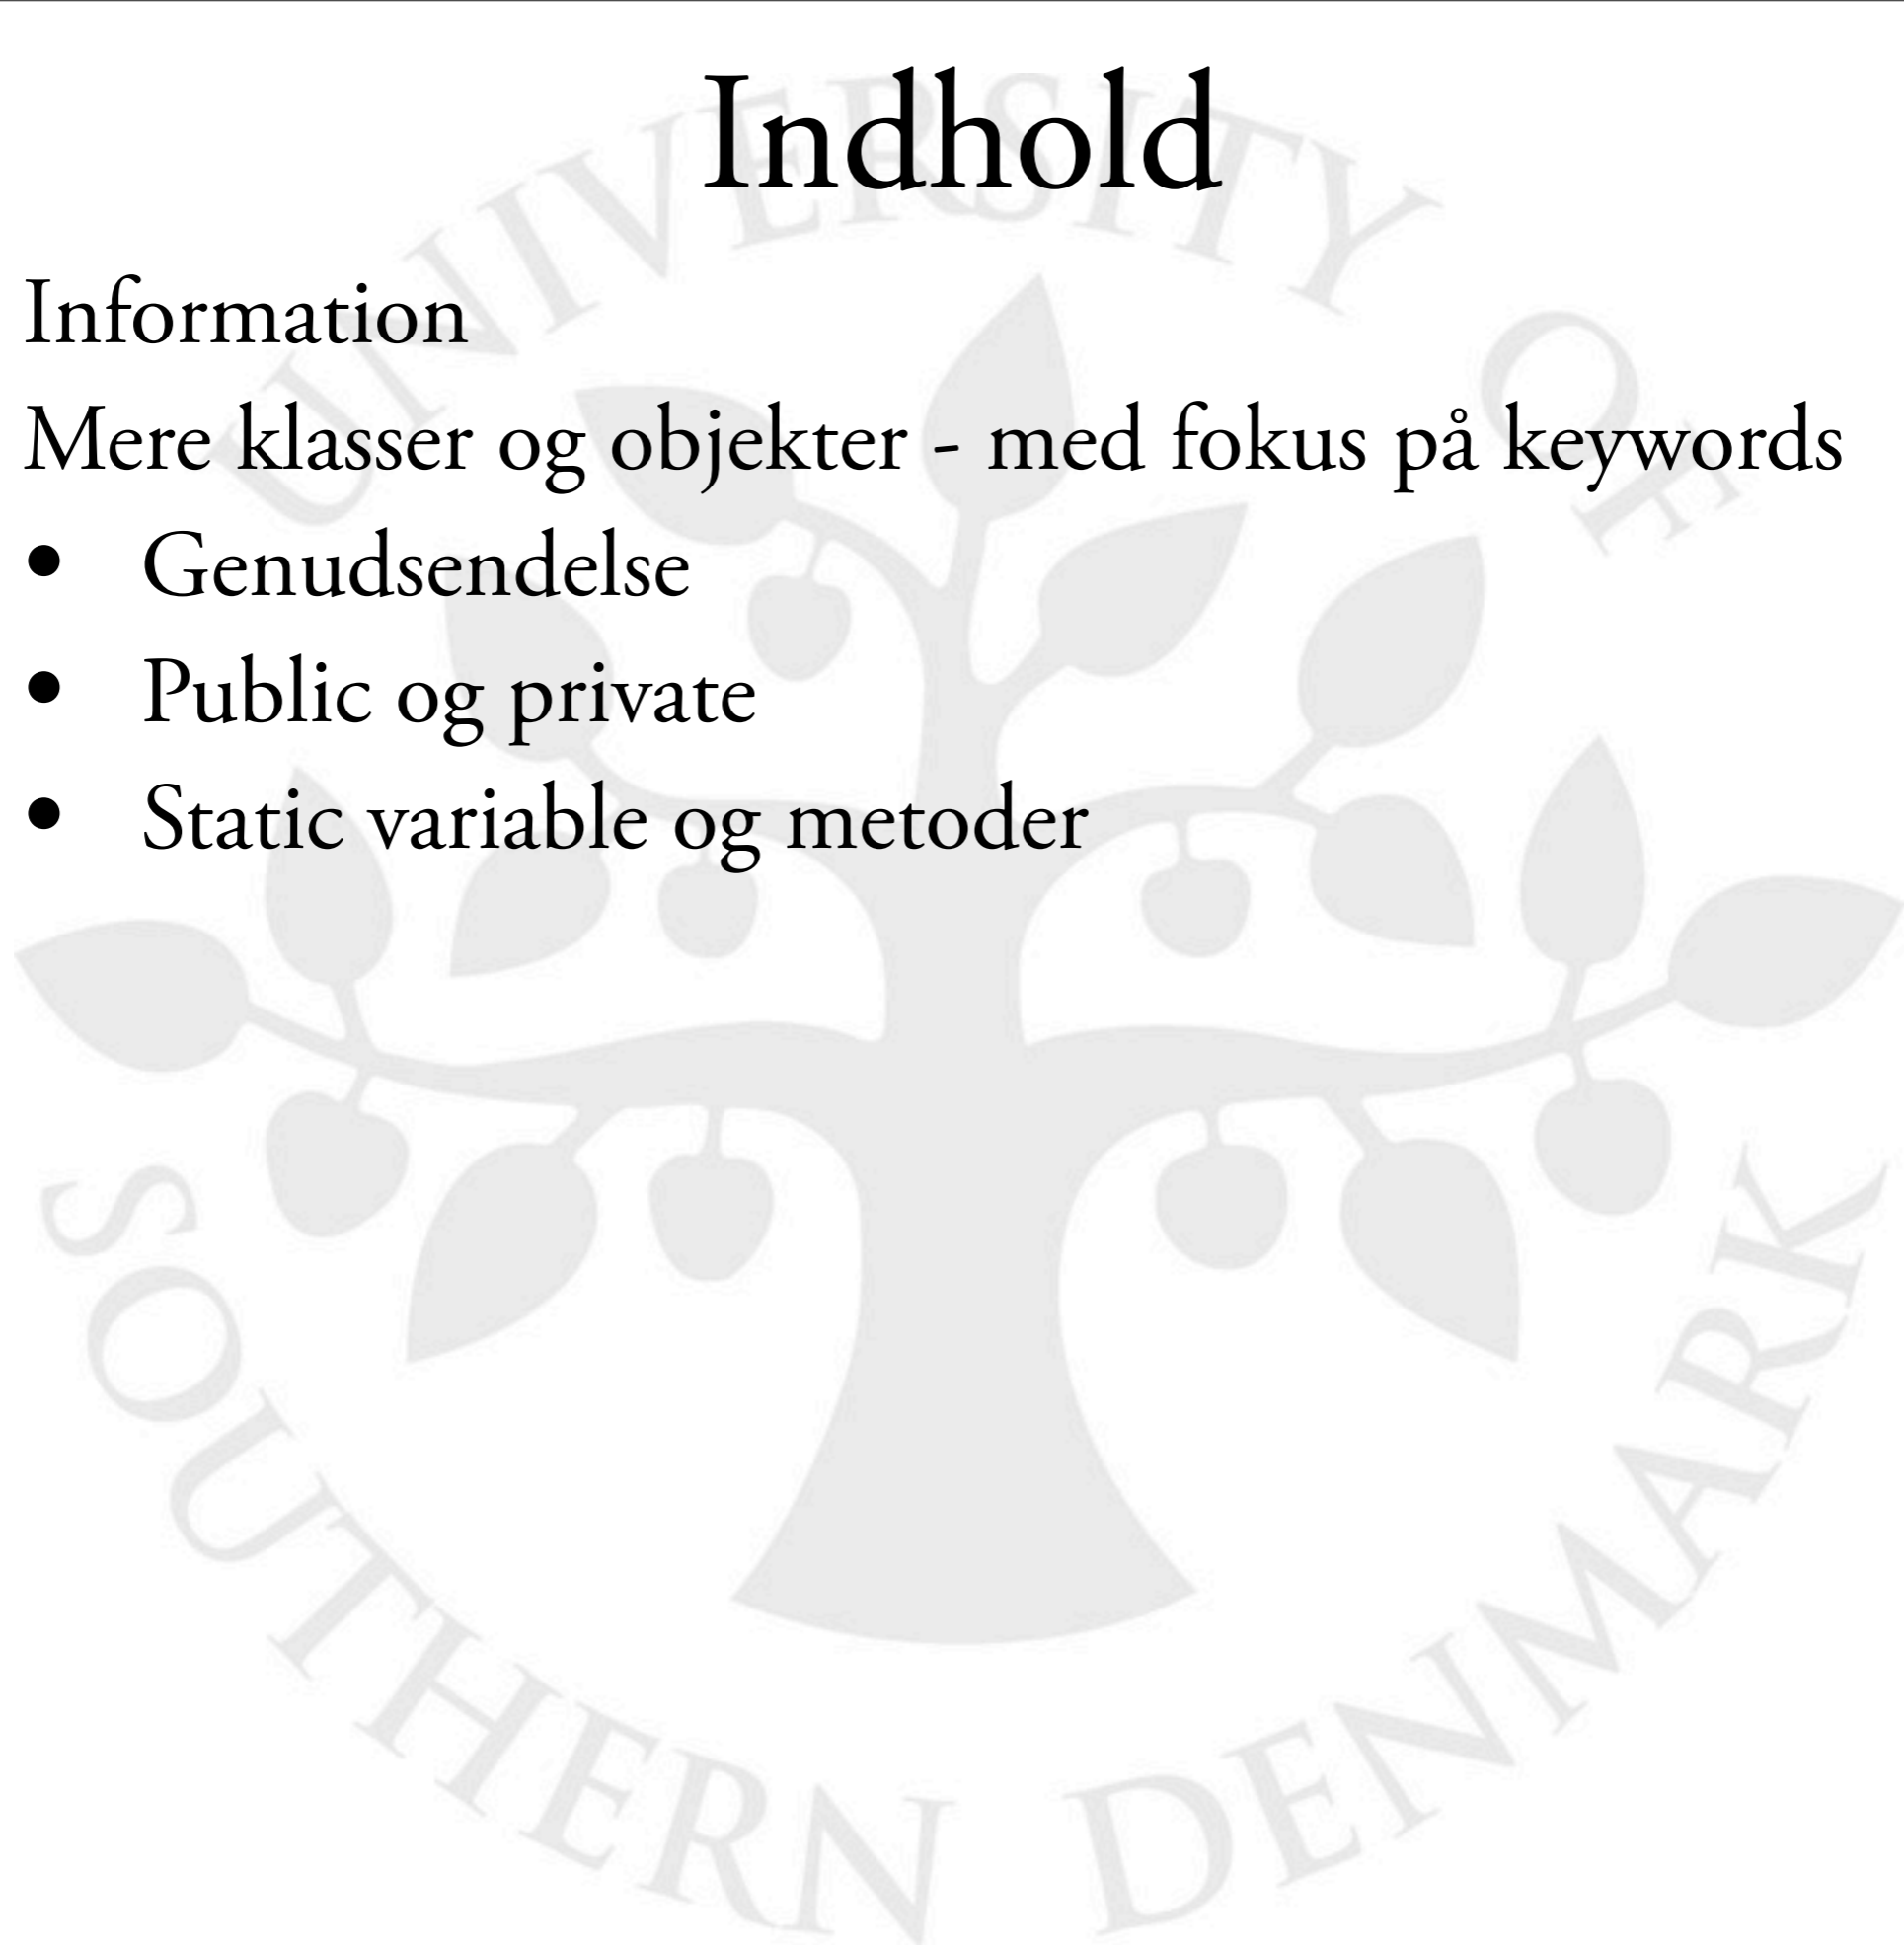 Indhold
Information
Mere klasser og objekter - med fokus på keywords
• Genudsendelse
• Public og private
• Static variable og metoder
UNIVERSITY OF
SOUTHERN DENMARK